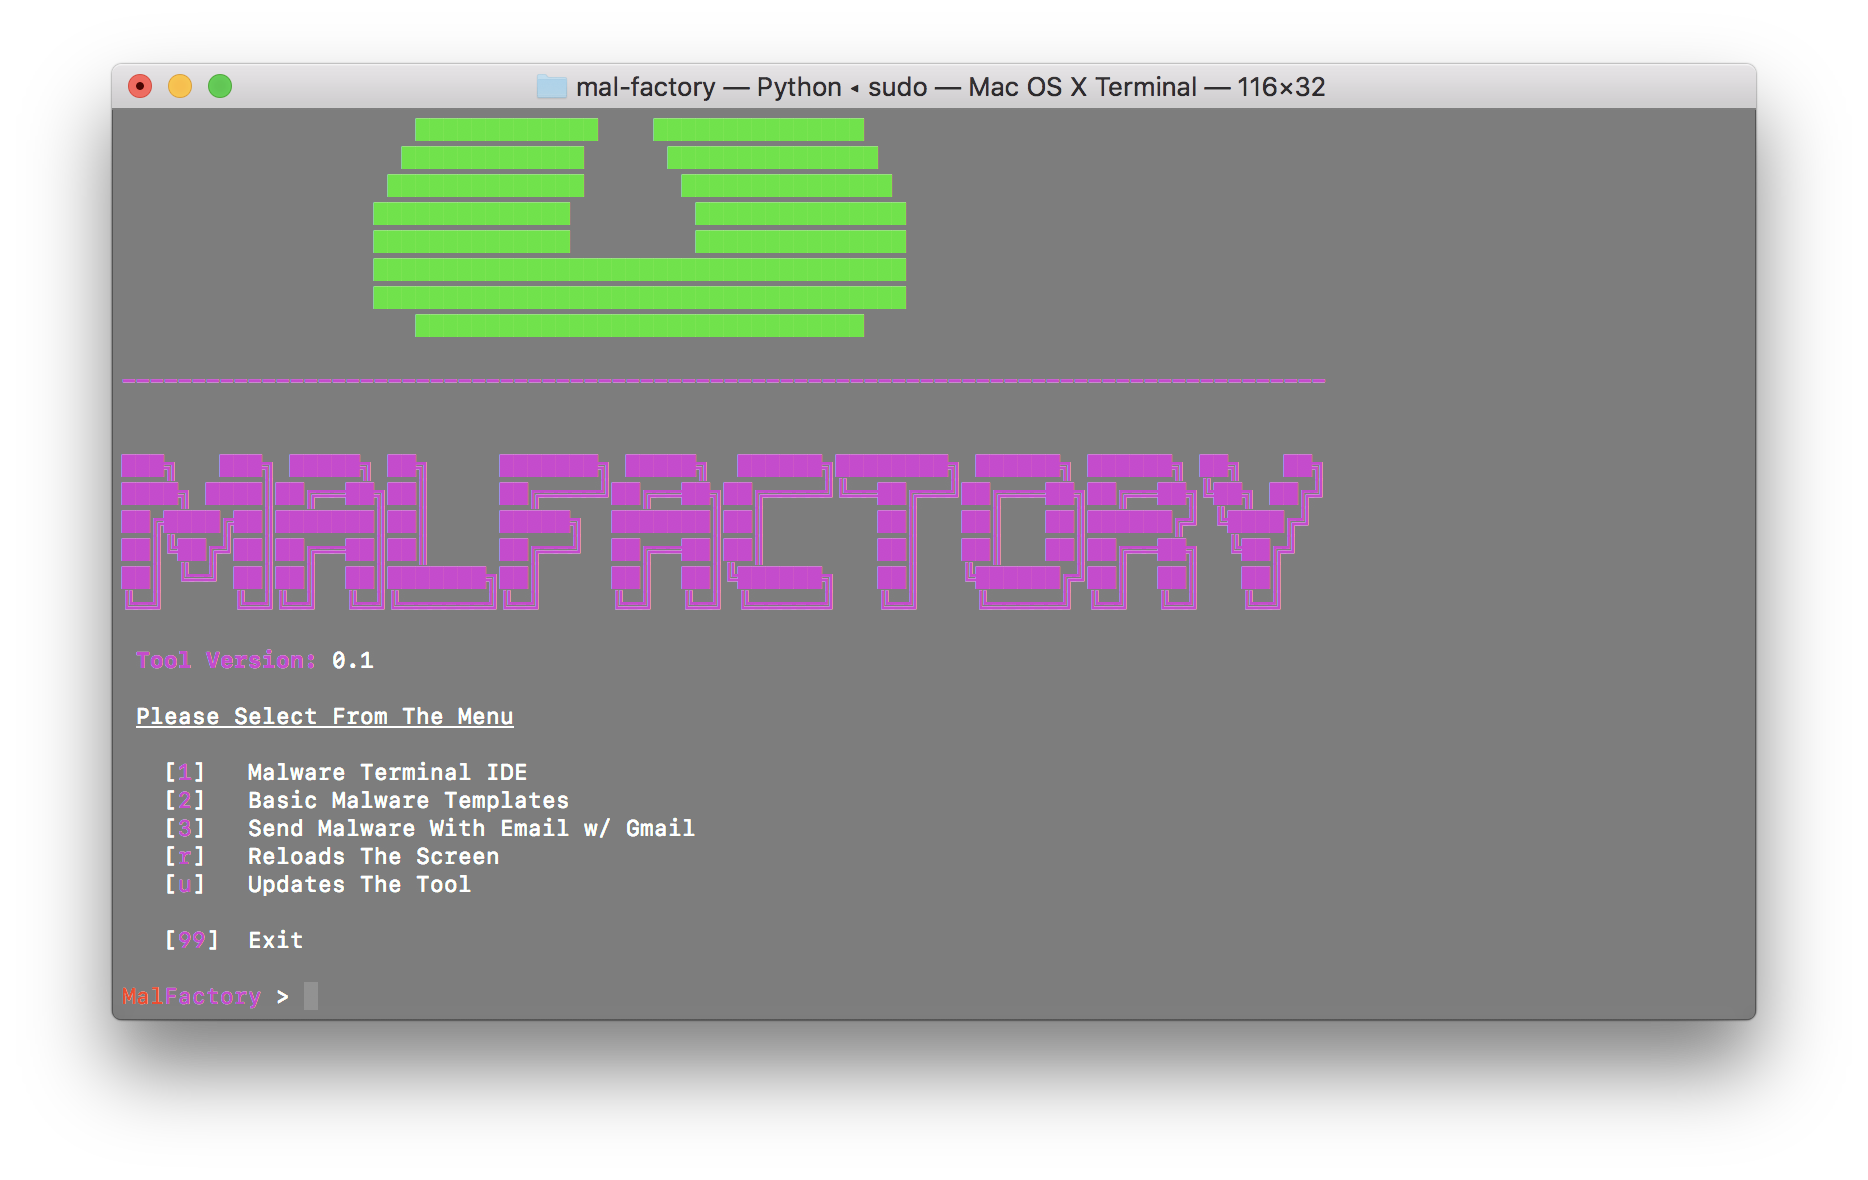 mal-factory — Python ◂ sudo — Mac OS X Terminal — 116×32
MAL FACTORY
Tool Version: 0.1
Please Select From The Menu
[1] Malware Terminal IDE
[2] Basic Malware Templates
[3] Send Malware With Email w/ Gmail
[r] Reloads The Screen
[u] Updates The Tool
[99] Exit
MalFactory >